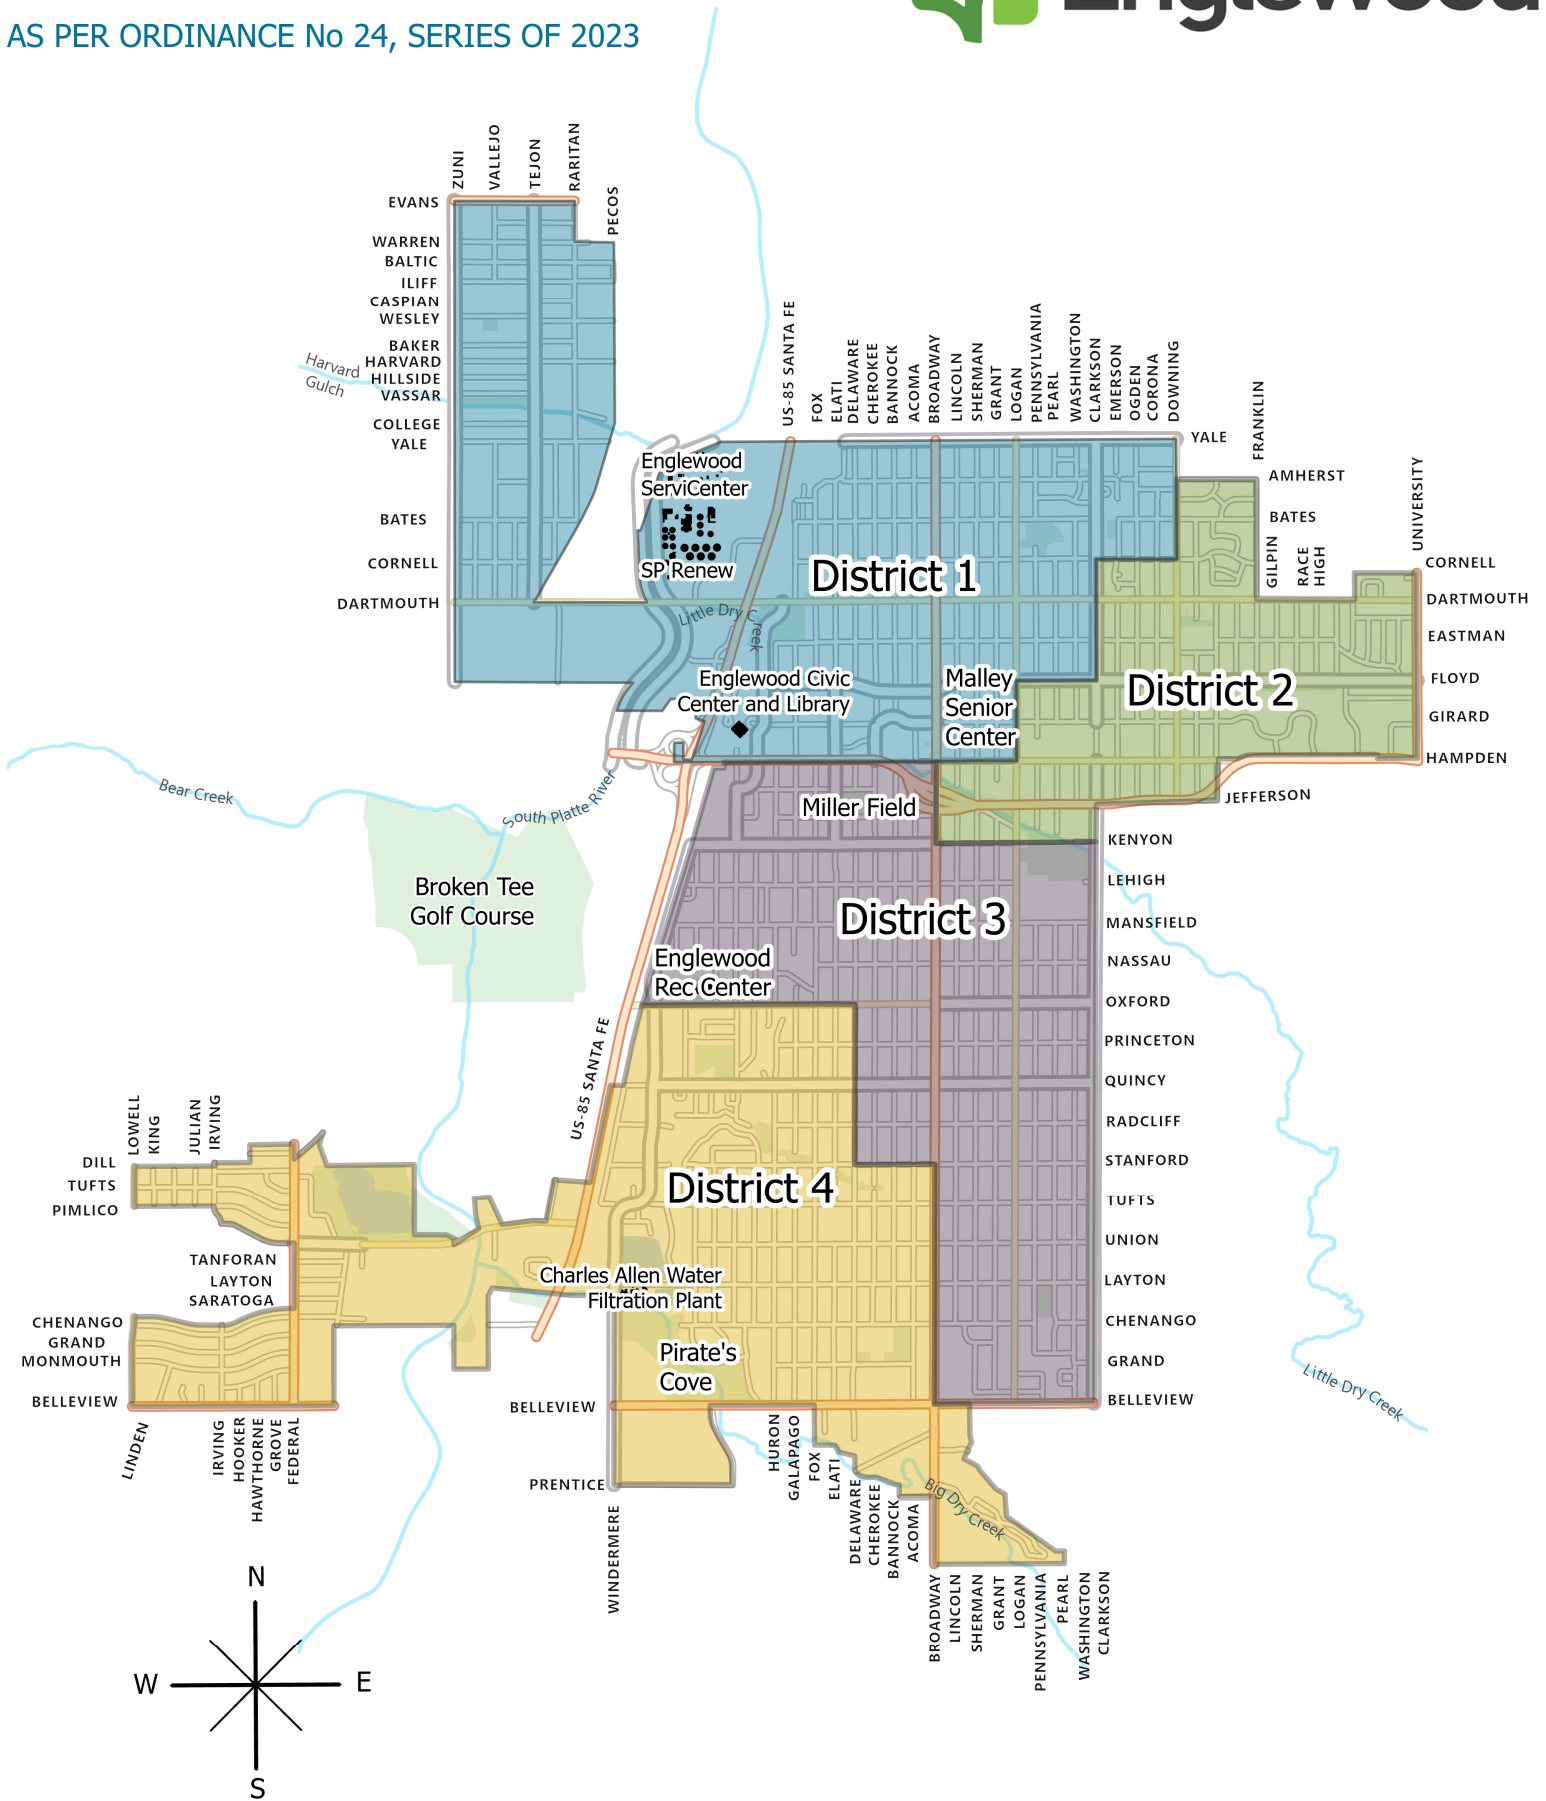 Englewood
AS PER ORDINANCE No 24, SERIES OF 2023
ZUNI
VALLEJO
TEJON
RARITAN
PECOS
EVANS
WARREN
BALTIC
ILIFF
CASPIAN
WESLEY
BAKER
HARVARD
HILLSIDE
VASSAR
COLLEGE
YALE
BATES
CORNELL
DARTMOUTH
Harvard
Gulch
US-85 SANTA FE
FOX
ELATI
DELAWARE
CHEROKEE
BANNOCK
ACOMA
BROADWAY
LINCOLN
SHERMAN
GRANT
LOGAN
PENNSYLVANIA
PEARL
WASHINGTON
CLARKSON
EMERSON
OGDEN
CORONA
DOWNING
YALE
FRANKLIN
AMHERST
BATES
GILPIN
RACE
HIGH
UNIVERSITY
CORNELL
DARTMOUTH
EASTMAN
FLOYD
GIRARD
HAMPDEN
JEFFERSON
Englewood
ServiCenter
SP Renew
District 1
Little Dry Creek
Englewood Civic
Center and Library
Malley
Senior
Center
District 2
Bear Creek
South Platte River
Miller Field
KENYON
LEHIGH
MANSFIELD
NASSAU
OXFORD
PRINCETON
QUINCY
RADCLIFF
STANFORD
TUFTS
UNION
LAYTON
CHENANGO
GRAND
BELLEVIEW
Broken Tee
Golf Course
District 3
Englewood
Rec Center
US-85 SANTA FE
LOWELL
KING
JULIAN
IRVING
DILL
TUFTS
PIMLICO
District 4
TANFORAN
LAYTON
SARATOGA
CHENANGO
GRAND
MONMOUTH
BELLEVIEW
Charles Allen Water
Filtration Plant
Pirate's
Cove
Little Dry Creek
BELLEVIEW
LINDEN
IRVING
HOOKER
HAWTHORNE
GROVE
FEDERAL
PRENTICE
WINDERMERE
HURON
GALAPAGO
FOX
ELATI
DELAWARE
CHEROKEE
BANNOCK
ACOMA
Big Dry Creek
BROADWAY
LINCOLN
SHERMAN
GRANT
LOGAN
PENNSYLVANIA
PEARL
WASHINGTON
CLARKSON
N
W
E
S